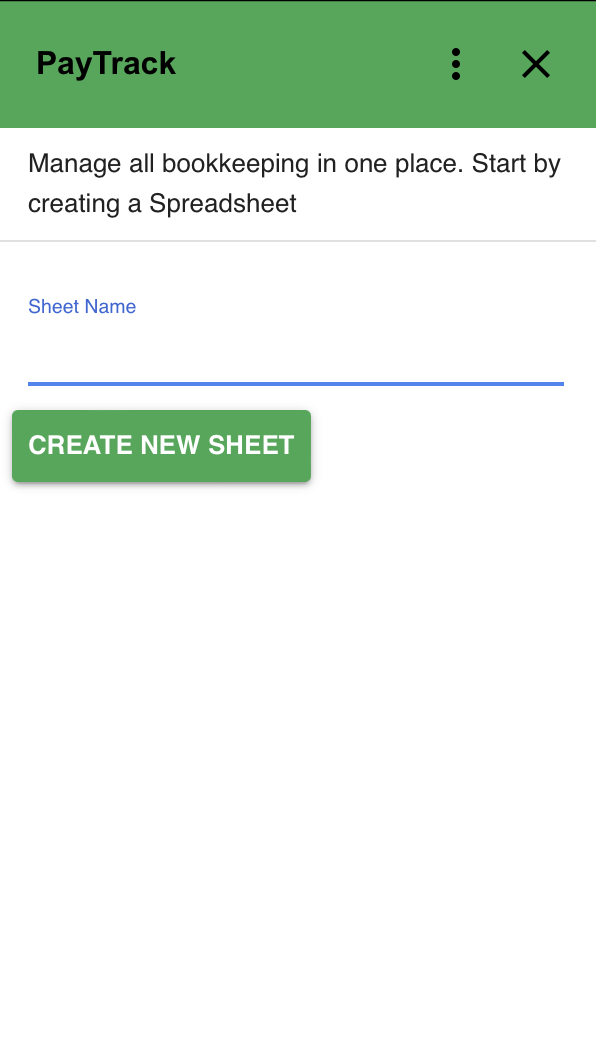 PayTrack
Manage all bookkeeping in one place. Start by
creating a Spreadsheet
Sheet Name
CREATE NEW SHEET